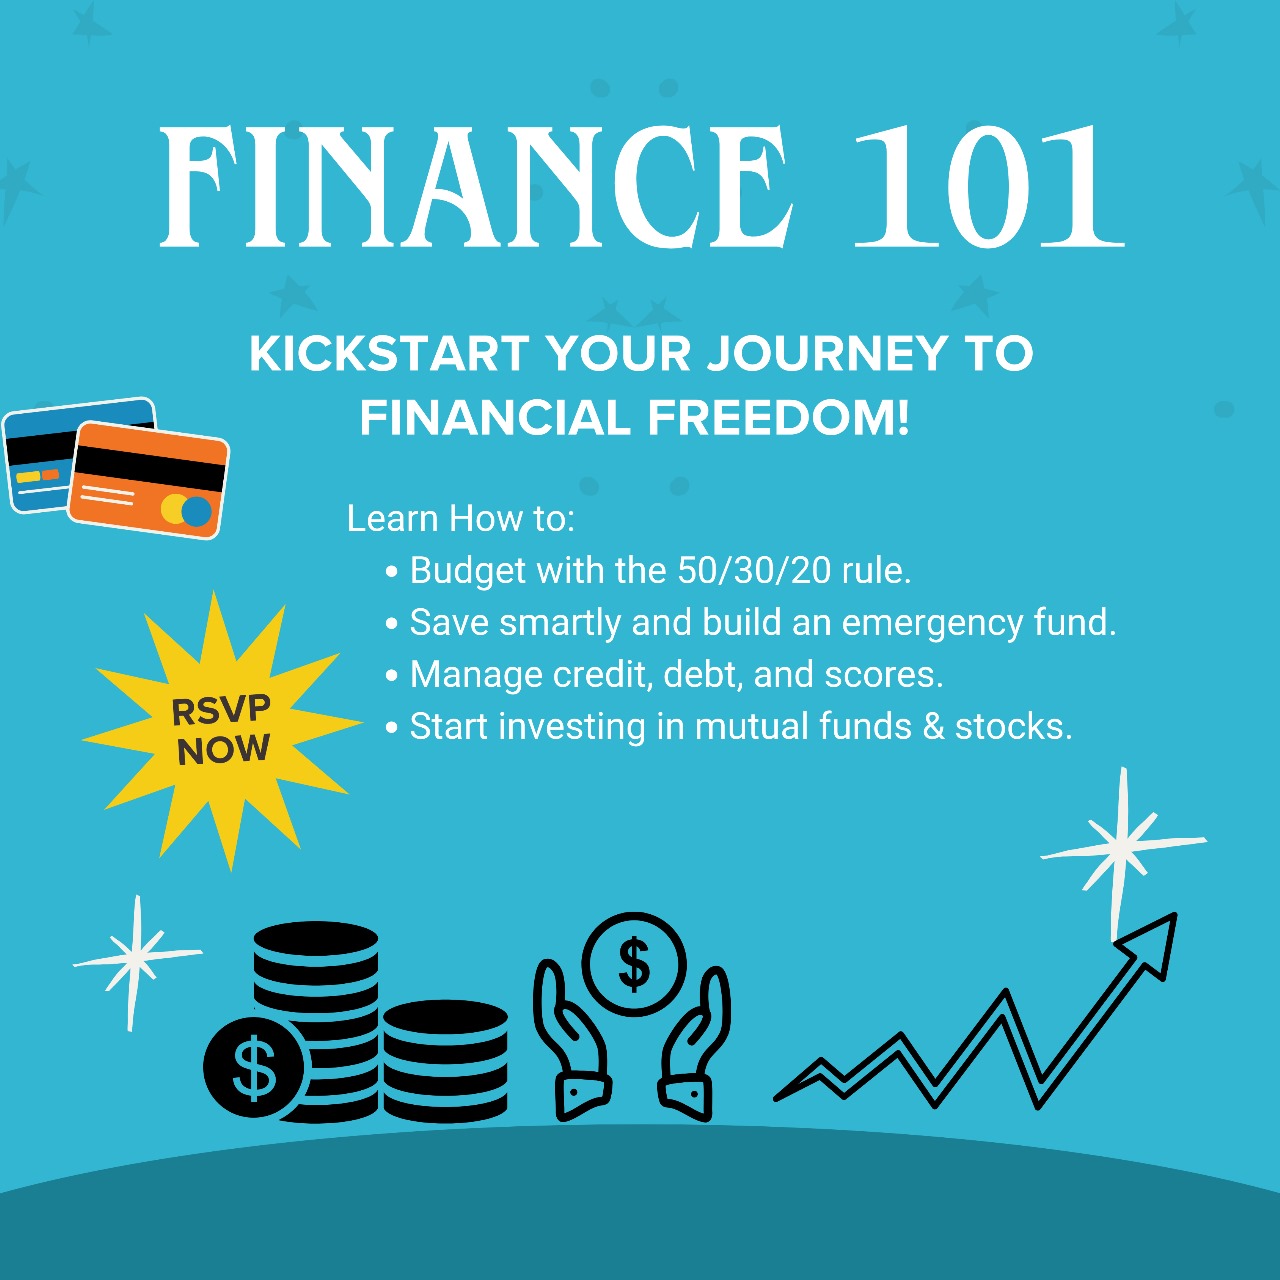 FINANCE 101
KICKSTART YOUR JOURNEY TO
FINANCIAL FREEDOM!
Learn How to:
• Budget with the 50/30/20 rule.
• Save smartly and build an emergency fund.
• Manage credit, debt, and scores.
• Start investing in mutual funds & stocks.
RSVP
NOW
$
$